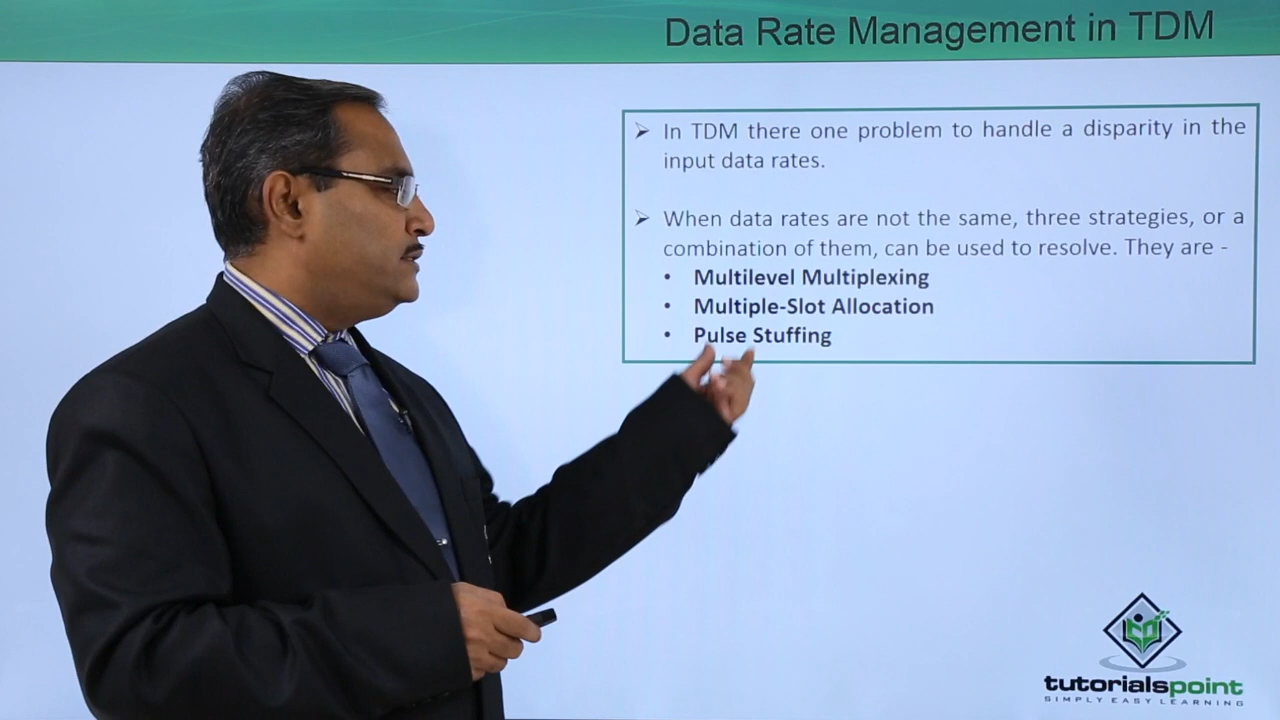 Data Rate Management in TDM
➢ In TDM there one problem to handle a disparity in the
input data rates.
➢ When data rates are not the same, three strategies, or a
combination of them, can be used to resolve. They are -
• Multilevel Multiplexing
• Multiple-Slot Allocation
• Pulse Stuffing
tutorialspoint
SIMPLY EASY LEARNING